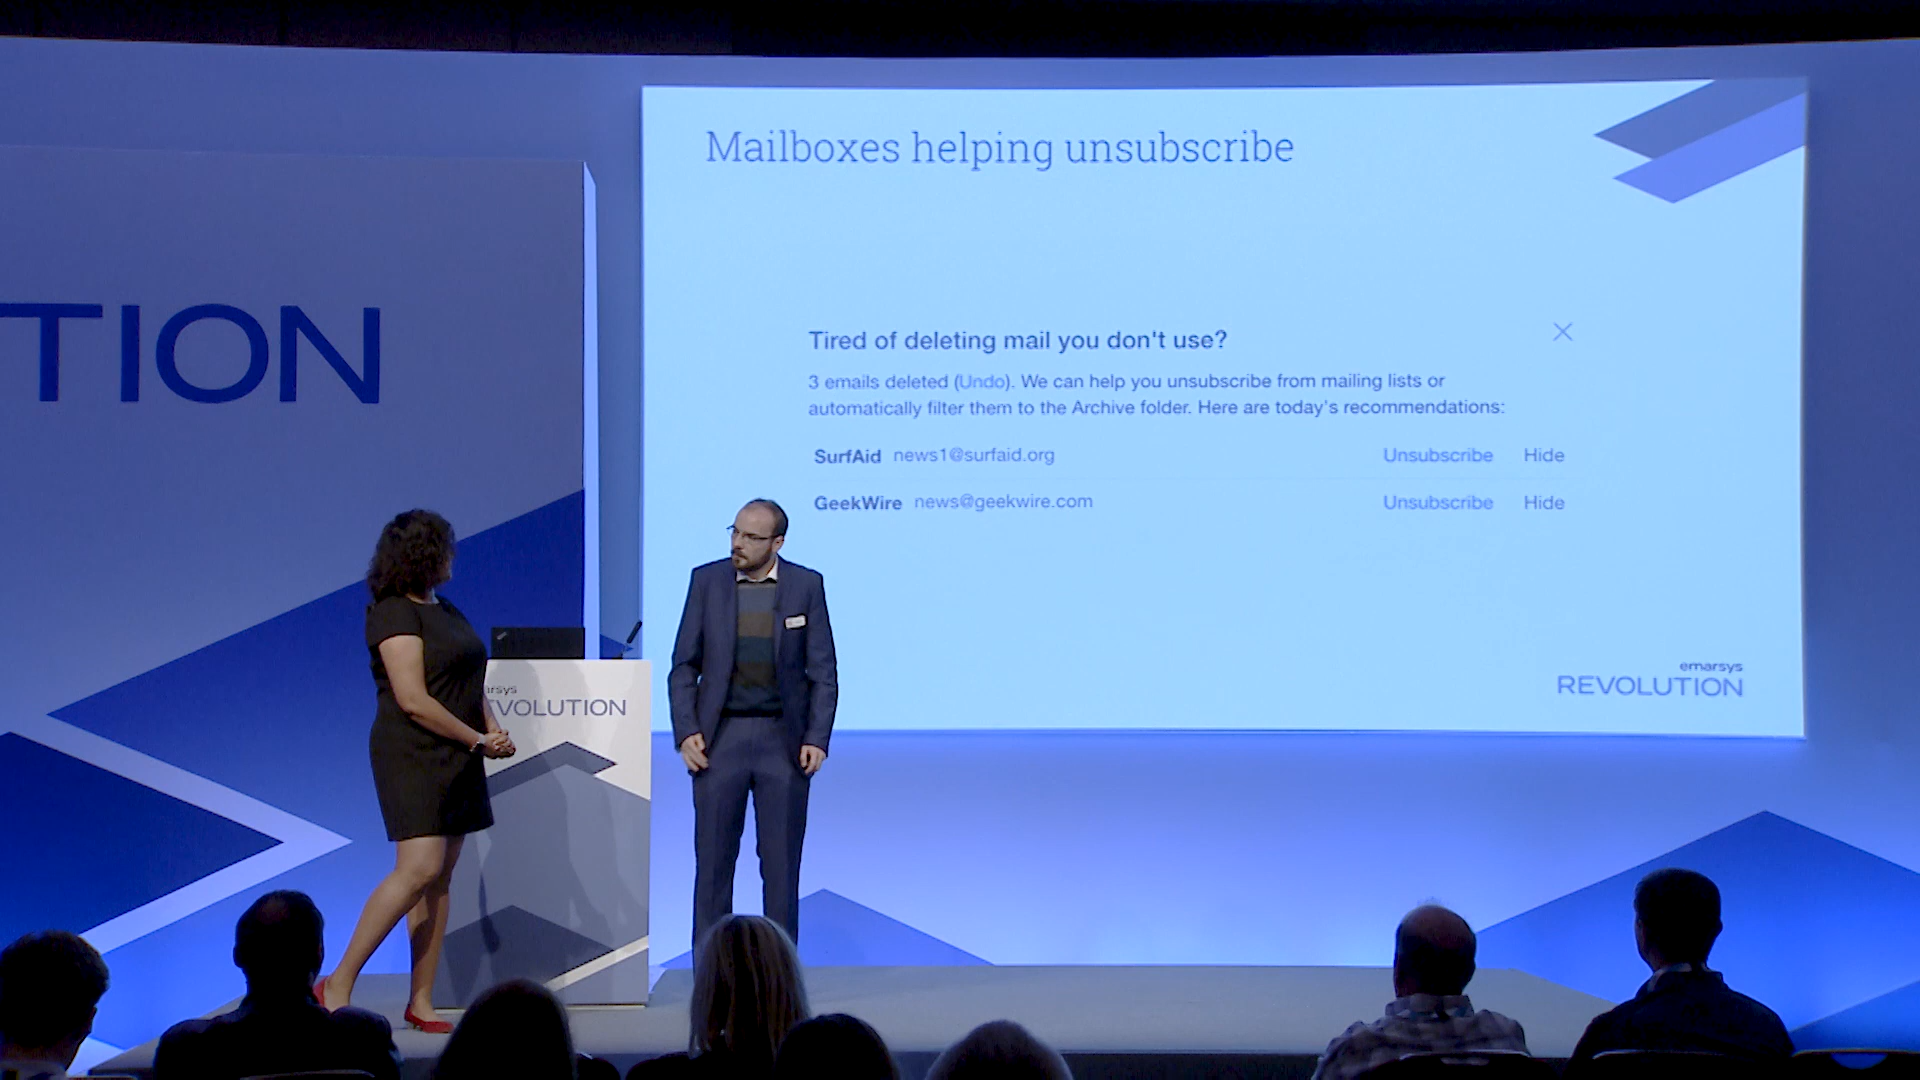 Mailboxes helping unsubscribe
TION
Tired of deleting mail you don't use?
3 emails deleted (Undo). We can help you unsubscribe from mailing lists or
automatically filter them to the Archive folder. Here are today's recommendations:
SurfAid news1@surfaid.org Unsubscribe Hide
GeekWire news@geekwire.com Unsubscribe Hide
emarsys
REVOLUTION
arsys
EVOLUTION